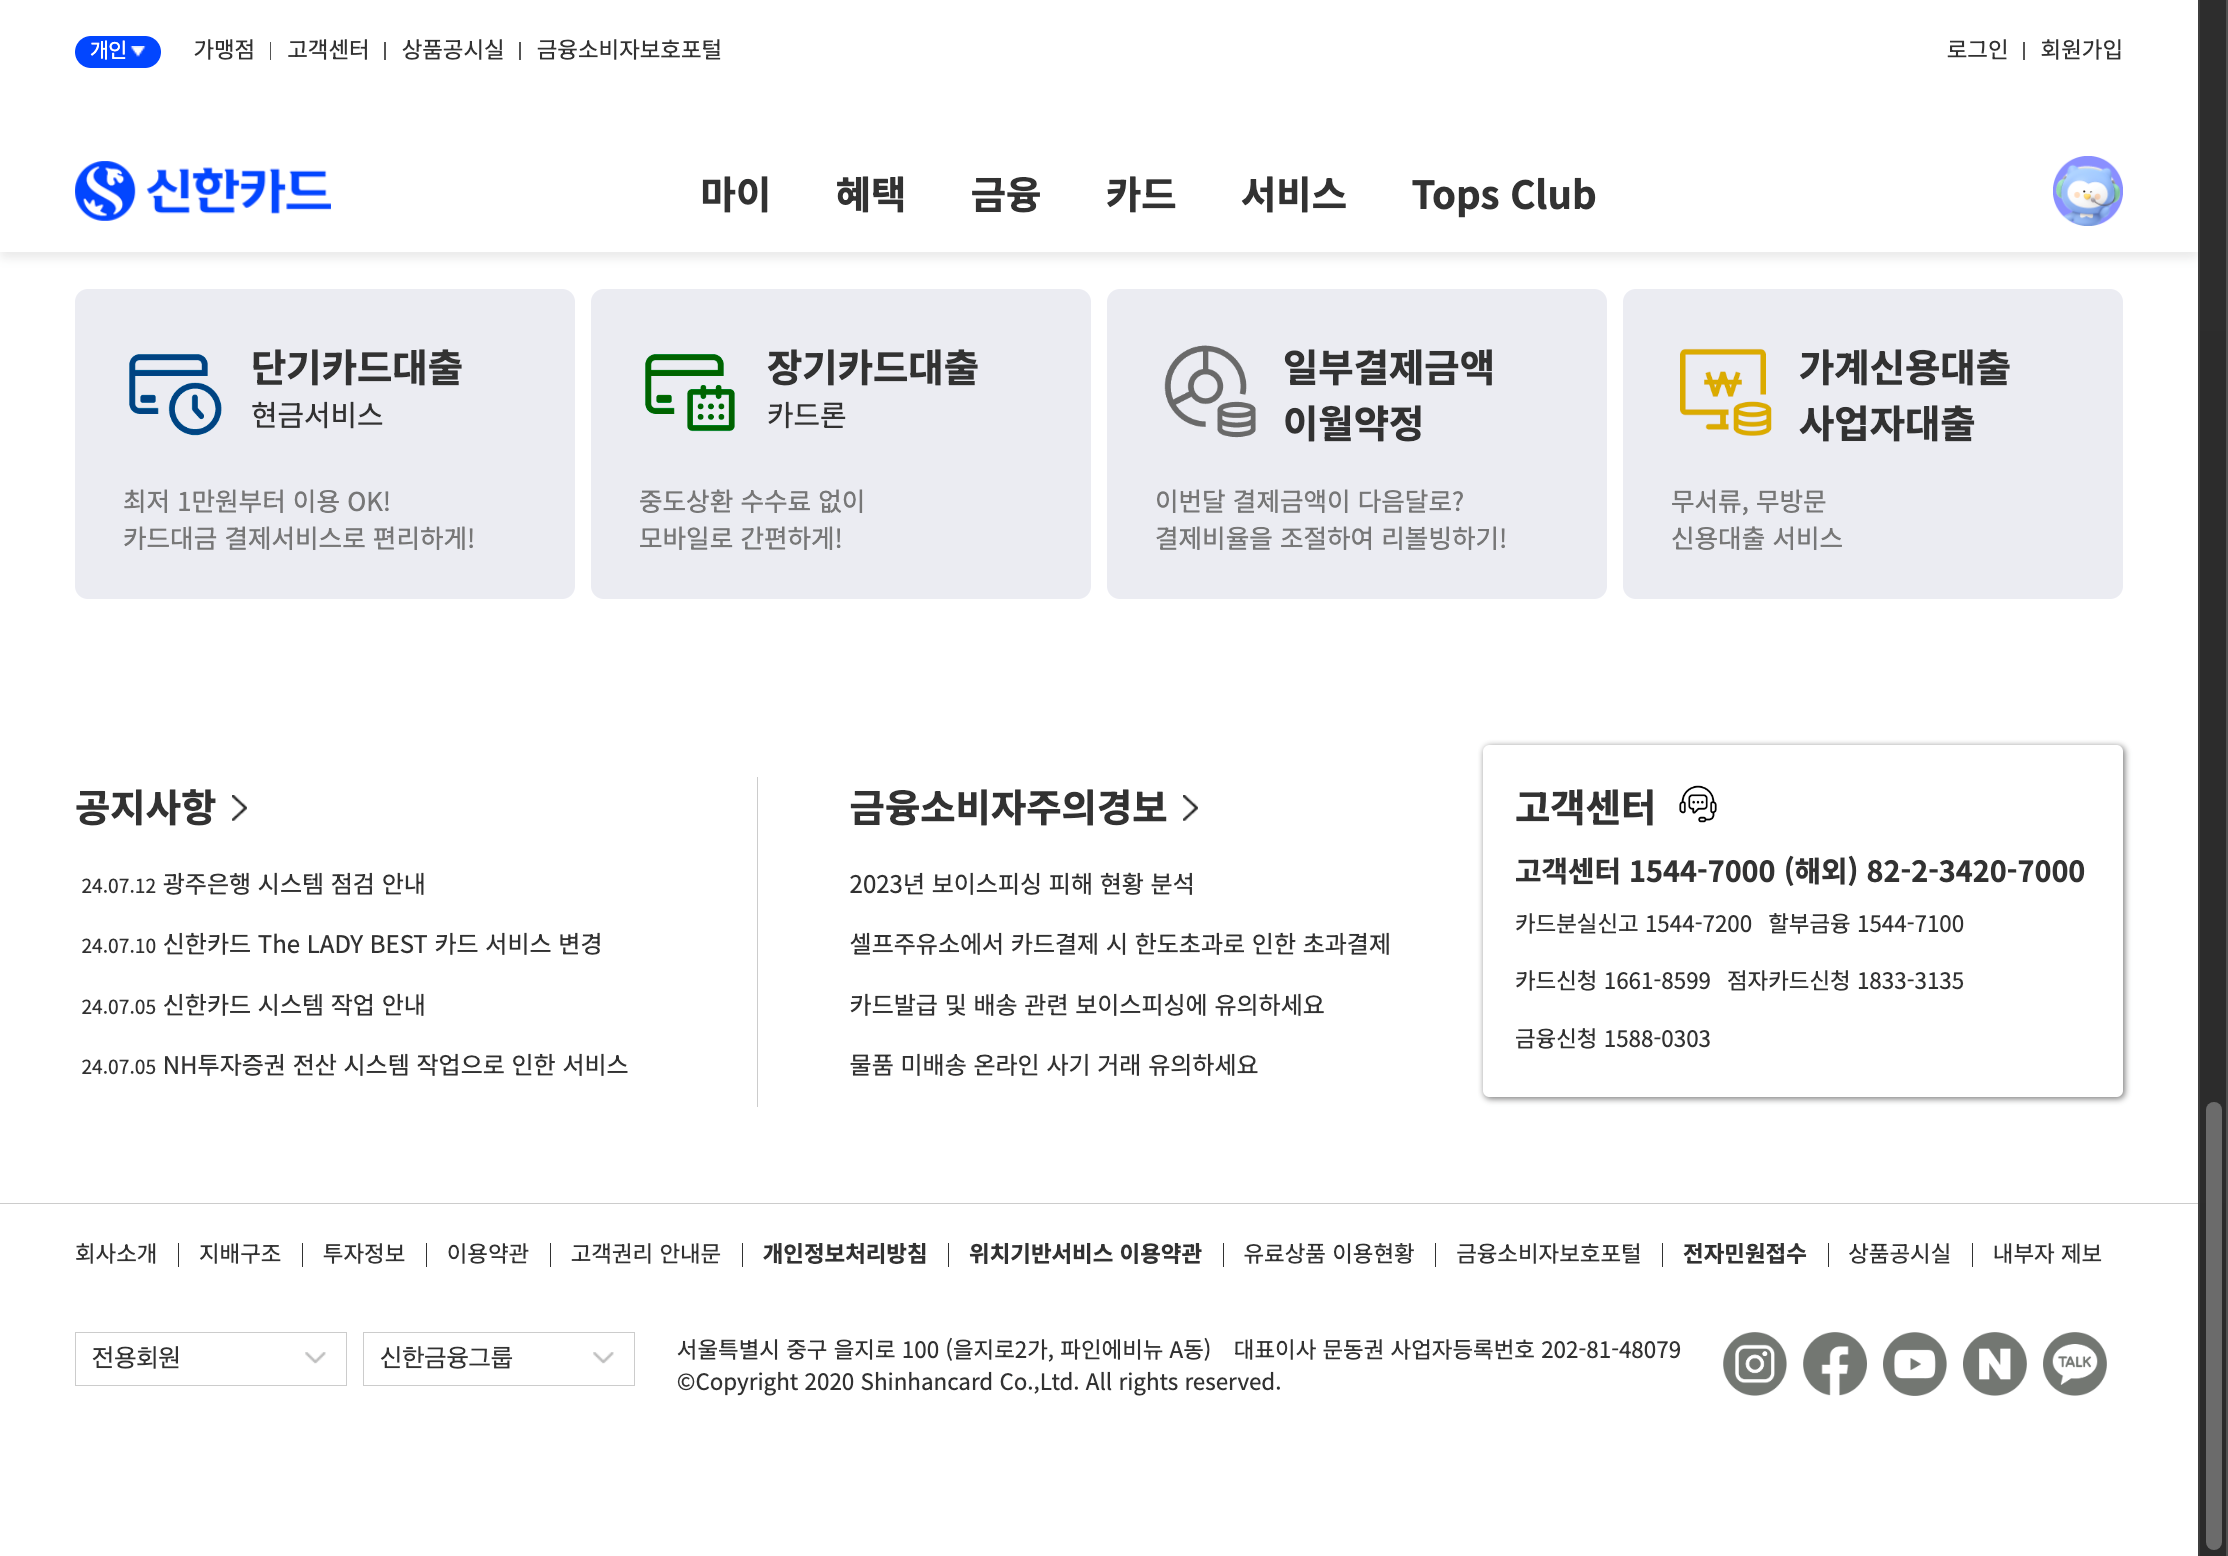 개인
가맹점 | 고객센터 | 상품공시실 | 금융소비자보호포털
로그인 | 회원가입
신한카드
마이 혜택 금융 카드 서비스 Tops Club
단기카드대출
현금서비스
최저 1만원부터 이용 OK!
카드대금 결제서비스로 편리하게!
장기카드대출
카드론
중도상환 수수료 없이
모바일로 간편하게!
일부결제금액
이월약정
이번달 결제금액이 다음달로?
결제비율을 조절하여 리볼빙하기!
가계신용대출
사업자대출
무서류, 무방문
신용대출 서비스
공지사항
24.07.12 광주은행 시스템 점검 안내
24.07.10 신한카드 The LADY BEST 카드 서비스 변경
24.07.05 신한카드 시스템 작업 안내
24.07.05 NH투자증권 전산 시스템 작업으로 인한 서비스
금융소비자주의경보
2023년 보이스피싱 피해 현황 분석
셀프주유소에서 카드결제 시 한도초과로 인한 초과결제
카드발급 및 배송 관련 보이스피싱에 유의하세요
물품 미배송 온라인 사기 거래 유의하세요
고객센터
고객센터 1544-7000 (해외) 82-2-3420-7000
카드분실신고 1544-7200 할부금융 1544-7100
카드신청 1661-8599 점자카드신청 1833-3135
금융신청 1588-0303
회사소개 | 지배구조 | 투자정보 | 이용약관 | 고객권리 안내문 | 개인정보처리방침 | 위치기반서비스 이용약관 | 유료상품 이용현황 | 금융소비자보호포털 | 전자민원접수 | 상품공시실 | 내부자 제보
전용회원
신한금융그룹
서울특별시 중구 을지로 100 (을지로2가, 파인에비뉴 A동) 대표이사 문동권 사업자등록번호 202-81-48079
©Copyright 2020 Shinhancard Co.,Ltd. All rights reserved.
N
TALK